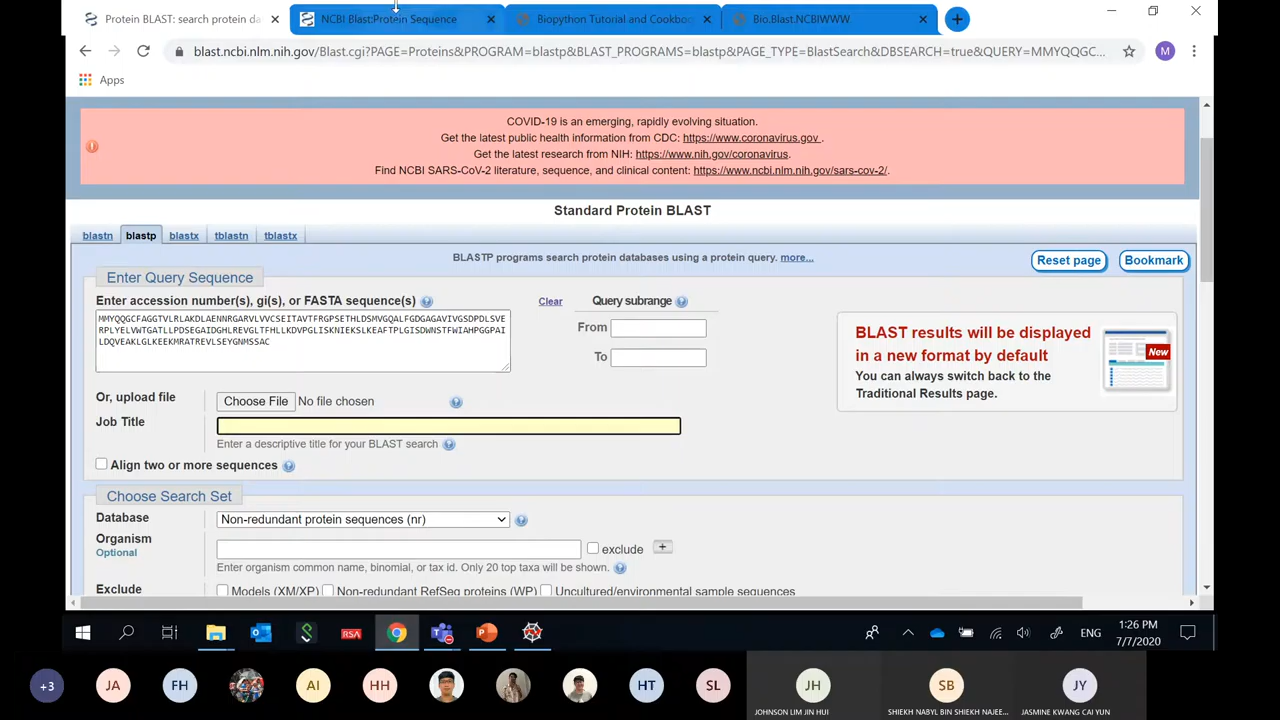 Protein BLAST: search protein da
NCBI Blast:Protein Sequence
Biopython Tutorial and Cookboo
Bio.Blast.NCBIWWW
blast.ncbi.nlm.nih.gov/Blast.cgi?PAGE=Proteins&PROGRAM=blastp&BLAST_PROGRAMS=blastp&PAGE_TYPE=BlastSearch&DBSEARCH=true&QUERY=MMYQQGC...
M
Apps
COVID-19 is an emerging, rapidly evolving situation.
Get the latest public health information from CDC: https://www.coronavirus.gov .
Get the latest research from NIH: https://www.nih.gov/coronavirus.
Find NCBI SARS-CoV-2 literature, sequence, and clinical content: https://www.ncbi.nlm.nih.gov/sars-cov-2/.
Standard Protein BLAST
blastn blastp blastx tblastn tblastx
BLASTP programs search protein databases using a protein query. more...
Reset page Bookmark
Enter Query Sequence
Enter accession number(s), gi(s), or FASTA sequence(s) Clear Query subrange
MMYQQGCFAGGTVLRLAKDLAENNRGARVLVVCSEITAVTFRGPSETHLDSMVGQALFGDGAGAVIVGSDPDLSVE
RPLYELVWTGATLLPDSEGAIDGHLREVGLTFHLLKDVPGLISKNIEKSLKEAFTPLGISDWNSTFWIAHPGGPAI
LDQVEAKLGLKEEKMRATREVLSEYGNMSSAC
From
To
BLAST results will be displayed
in a new format by default
You can always switch back to the
Traditional Results page.
New
Or, upload file Choose File No file chosen
Job Title
Enter a descriptive title for your BLAST search
Align two or more sequences
Choose Search Set
Database Non-redundant protein sequences (nr)
Organism
Optional
exclude +
Enter organism common name, binomial, or tax id. Only 20 top taxa will be shown.
Exclude Models (XM/XP) Non-redundant RefSeq proteins (WP) Uncultured/environmental sample sequences
RSA
ENG
1:26 PM
7/7/2020
+3 JA FH AI HH HT SL JH SB JY
JOHNSON LIM JIN HUI
SHIEKH NABYL BIN SHIEKH NAJEE...
JASMINE KWANG CAI YUN